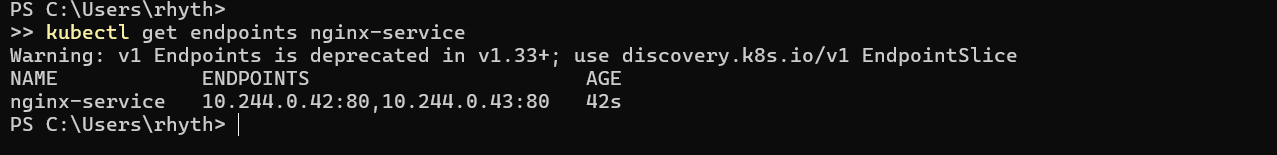 PS C:\Users\rhyth>
>> kubectl get endpoints nginx-service
Warning: v1 Endpoints is deprecated in v1.33+; use discovery.k8s.io/v1 EndpointSlice
NAME            ENDPOINTS                       AGE
nginx-service   10.244.0.42:80,10.244.0.43:80   42s
PS C:\Users\rhyth>